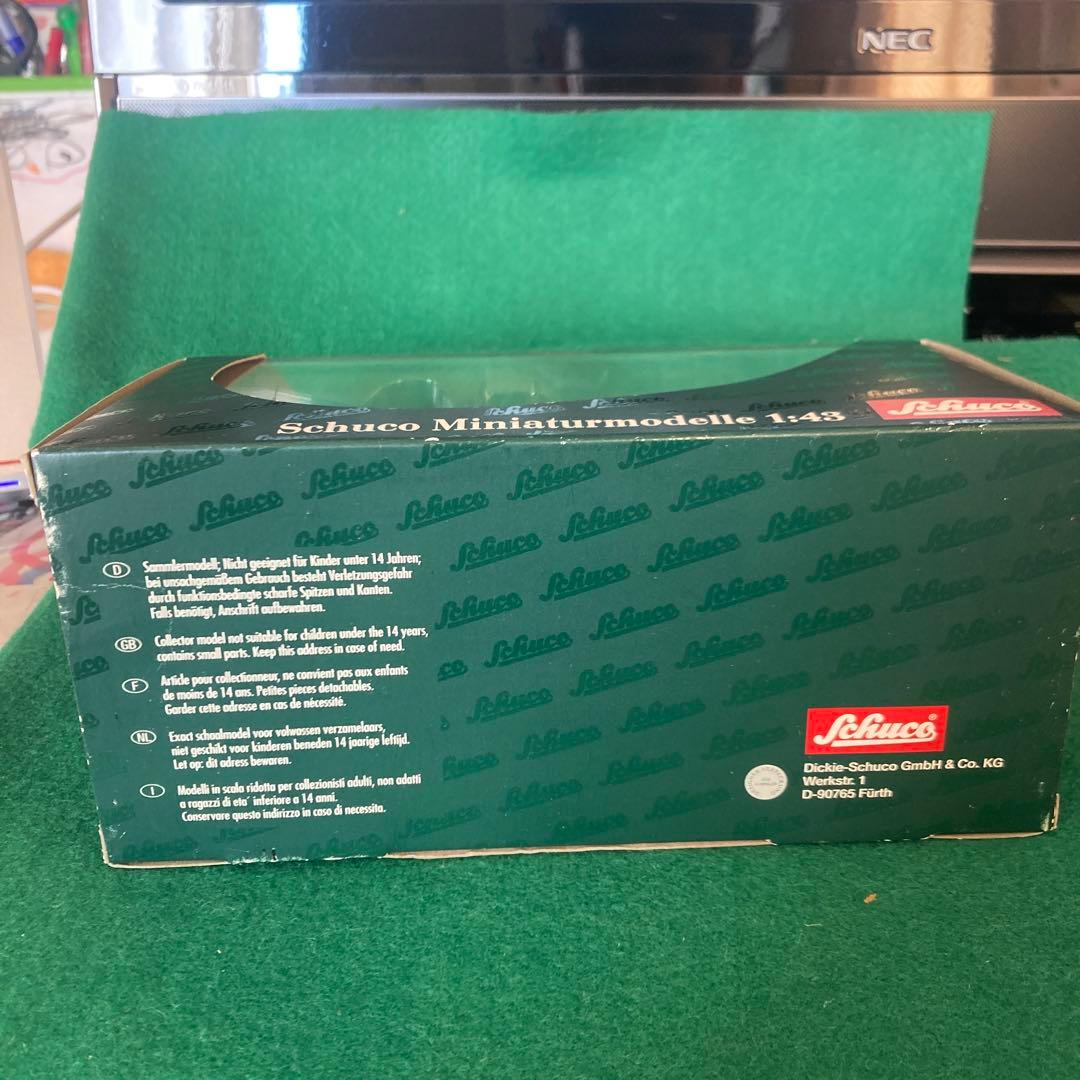 NEC
Schuco Miniaturmodelle 1:43
Schuco
D
Sammlermodell; Nicht geeignet für Kinder unter 14 Jahren;
bei unsachgemäßem Gebrauch besteht Verletzungsgefahr
durch funktionsbedingte scharfe Spitzen und Kanten.
Falls benötigt, Anschrift aufbewahren.
GB
Collector model not suitable for children under the 14 years,
contains small parts. Keep this address in case of need.
F
Article pour collectionneur, ne convient pas aux enfants
de moins de 14 ans. Petites pieces detachables.
Garder cette adresse en cas de nécessité.
NL
Exact schaalmodel voor volwassen verzamelaars,
niet geschikt voor kinderen beneden 14 jaarige leftijd.
Let op: dit adress bewaren.
I
Modelli in scala ridotta per collezionisti adulti, non adatti
a ragazzi di eta' inferiore a 14 anni.
Conservare questo indirizzo in caso di necessita.
Schuco®
Dickie-Schuco GmbH & Co. KG
Werkstr. 1
D-90765 Fürth